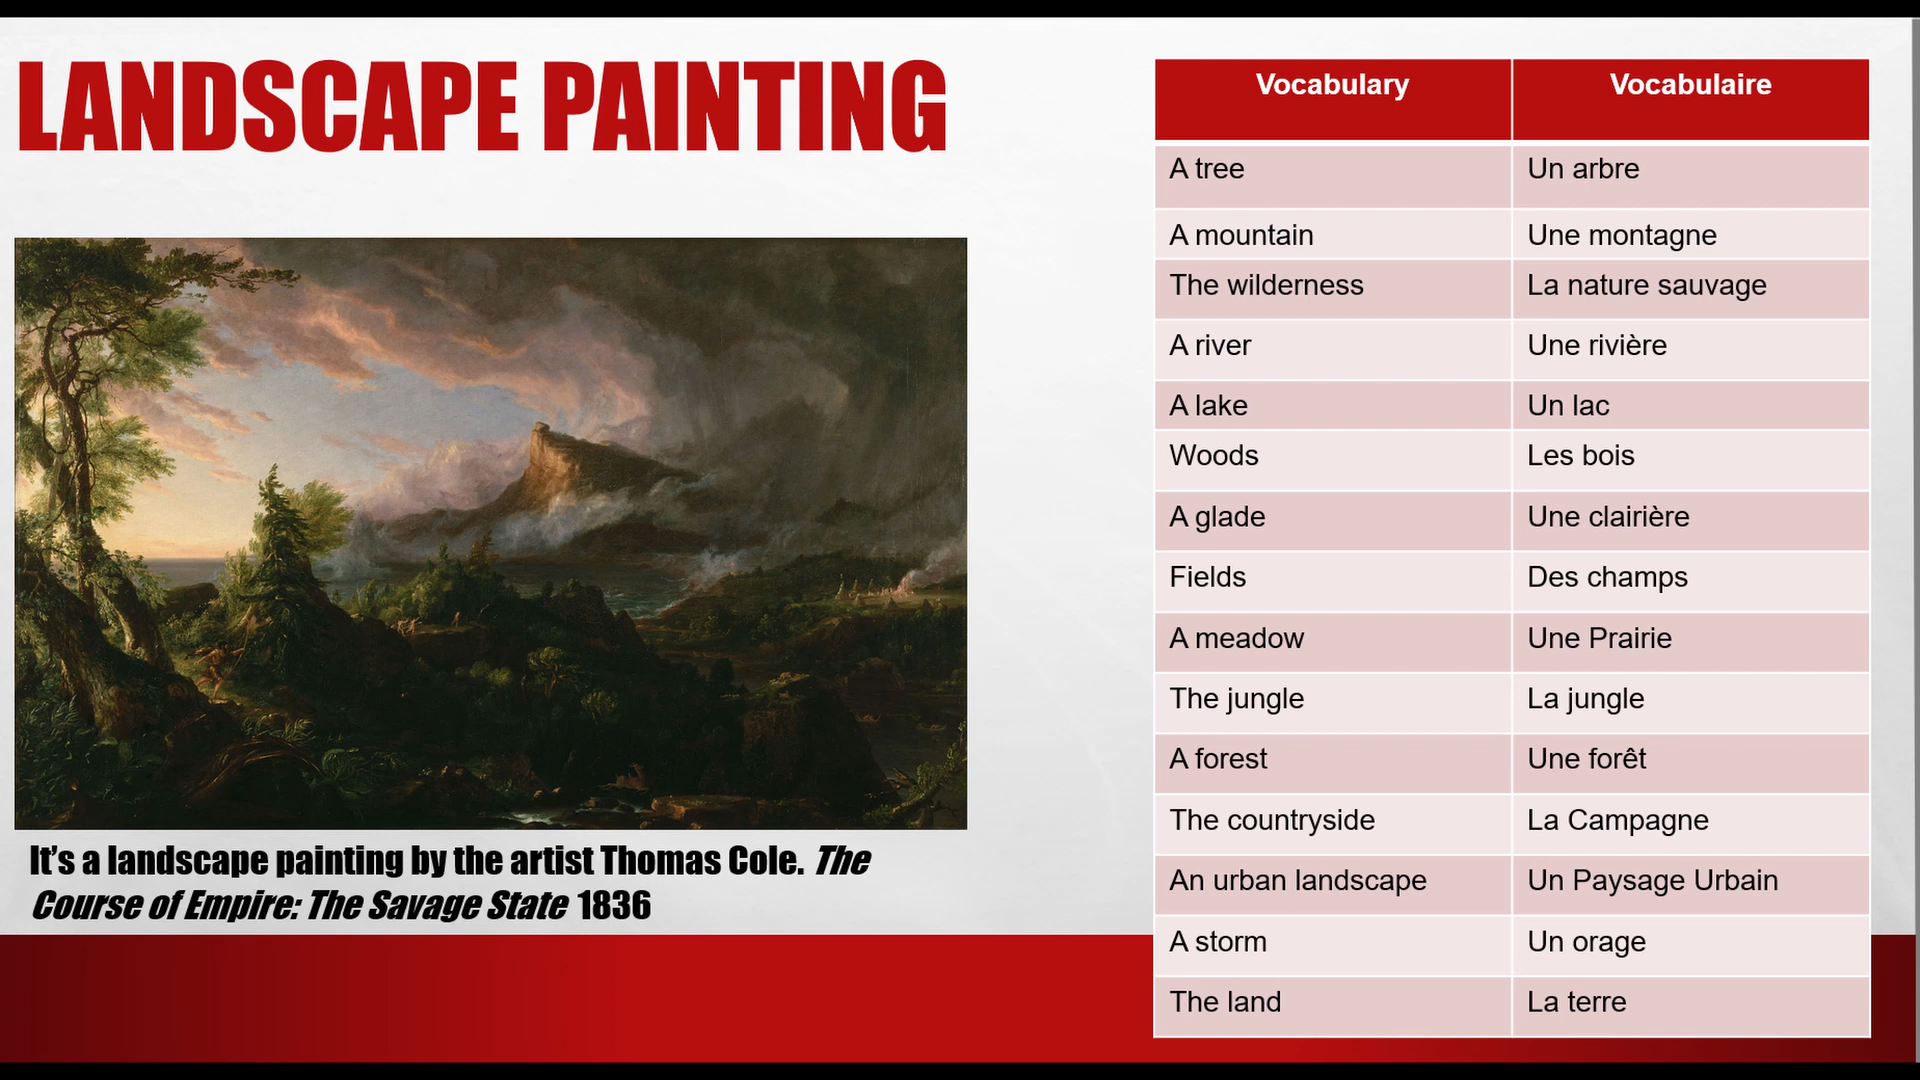 LANDSCAPE PAINTING
It's a landscape painting by the artist Thomas Cole. The
Course of Empire: The Savage State 1836
Vocabulary Vocabulaire
A tree Un arbre
A mountain Une montagne
The wilderness La nature sauvage
A river Une rivière
A lake Un lac
Woods Les bois
A glade Une clairière
Fields Des champs
A meadow Une Prairie
The jungle La jungle
A forest Une forêt
The countryside La Campagne
An urban landscape Un Paysage Urbain
A storm Un orage
The land La terre